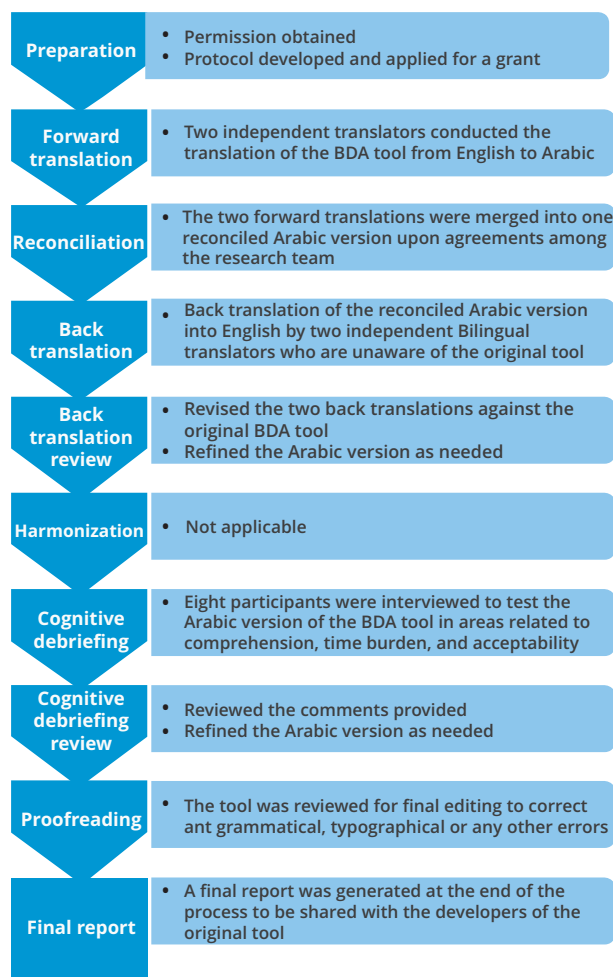 Preparation
• Permission obtained
• Protocol developed and applied for a grant
Forward
translation
• Two independent translators conducted the
translation of the BDA tool from English to Arabic
Reconciliation
• The two forward translations were merged into one
reconciled Arabic version upon agreements among
the research team
Back
translation
• Back translation of the reconciled Arabic version
into English by two independent Bilingual
translators who are unaware of the original tool
Back
translation
review
• Revised the two back translations against the
original BDA tool
• Refined the Arabic version as needed
Harmonization
• Not applicable
Cognitive
debriefing
• Eight participants were interviewed to test the
Arabic version of the BDA tool in areas related to
comprehension, time burden, and acceptability
Cognitive
debriefing
review
• Reviewed the comments provided
• Refined the Arabic version as needed
Proofreading
• The tool was reviewed for final editing to correct
ant grammatical, typographical or any other errors
Final report
• A final report was generated at the end of the
process to be shared with the developers of the
original tool